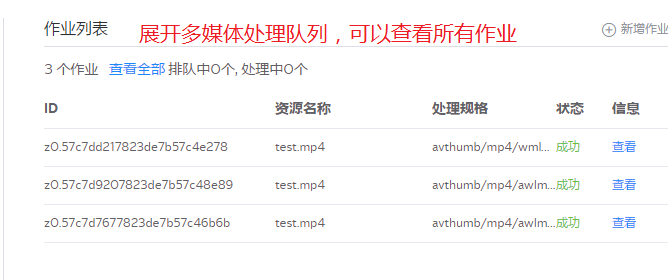 作业列表 展开多媒体处理队列，可以查看所有作业 新增作业
3 个作业 查看全部 排队中0个, 处理中0个
ID 资源名称 处理规格 状态 信息
z0.57c7dd217823de7b57c4e278 test.mp4 avthumb/mp4/wml... 成功 查看
z0.57c7d9207823de7b57c48e89 test.mp4 avthumb/mp4/awlm... 成功 查看
z0.57c7d7677823de7b57c46b6b test.mp4 avthumb/mp4/awlm... 成功 查看